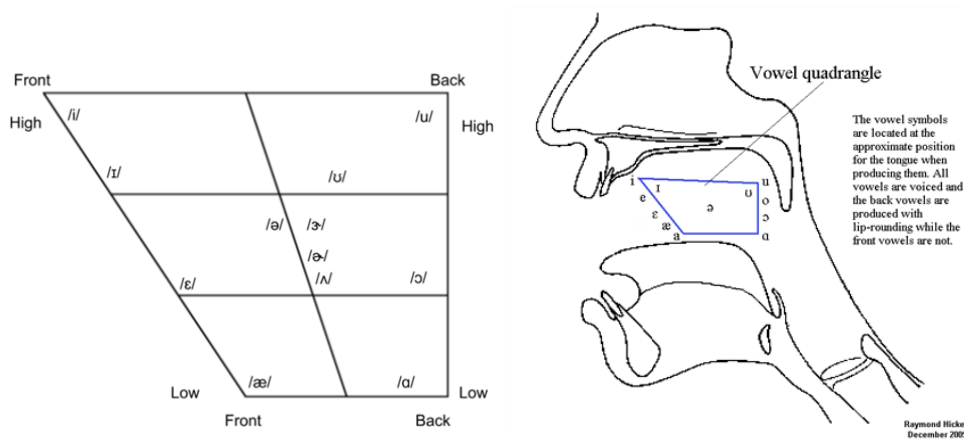 Front
Back
High
/i/
/u/
High
/ɪ/
/ʊ/
/ə/
/ɝ/
/ɚ/
/ʌ/
/ɛ/
/ɔ/
Low
/æ/
/ɑ/
Low
Front
Back
Vowel quadrangle
The vowel symbols
are located at the
approximate position
for the tongue when
producing them. All
vowels are voiced and
the back vowels are
produced with
lip-rounding while the
front vowels are not.
i
ɪ
u
ʊ
e
o
ə
ɛ
ɔ
æ
a
ɑ
Raymond Hicke
December 2005